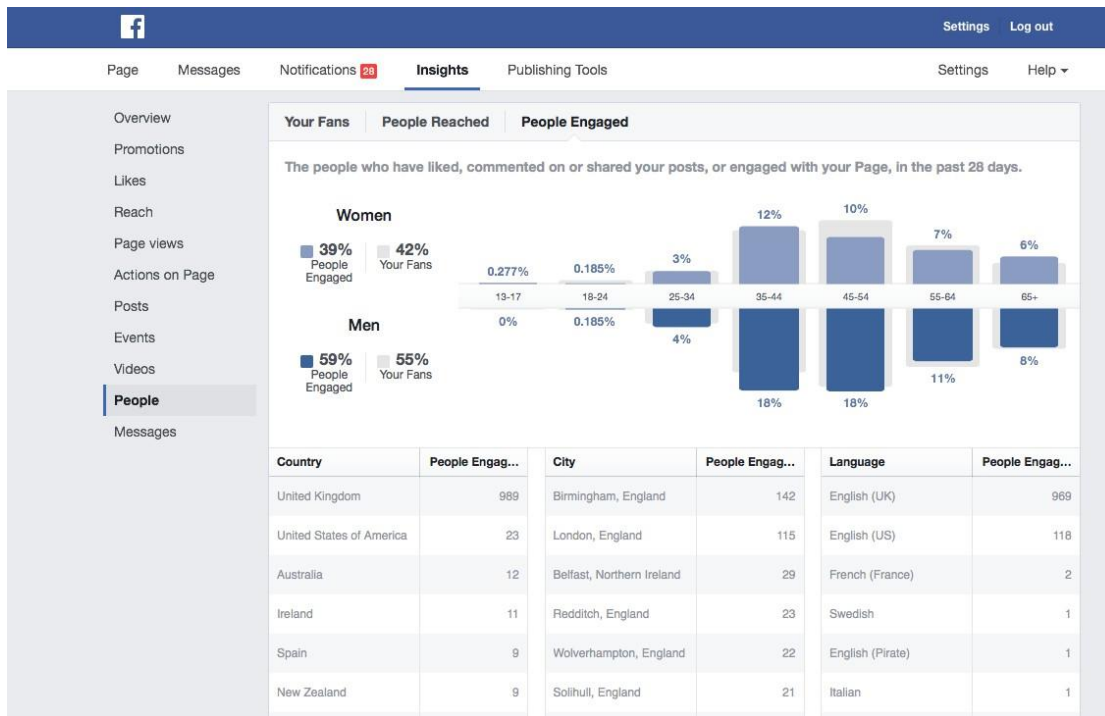 f
Settings Log out
Page Messages Notifications 28 Insights Publishing Tools Settings Help
Overview
Promotions
Likes
Reach
Page views
Actions on Page
Posts
Events
Videos
People
Messages
Your Fans People Reached People Engaged
The people who have liked, commented on or shared your posts, or engaged with your Page, in the past 28 days.
Women
39% 42%
People Engaged Your Fans
0.277% 0.185% 3% 12% 10% 7% 6%
13-17 18-24 25-34 35-44 45-54 55-64 65+
0% 0.185% 4% 18% 18% 11% 8%
Men
59% 55%
People Engaged Your Fans
Country People Engag... City People Engag... Language People Engag...
United Kingdom 989 Birmingham, England 142 English (UK) 969
United States of America 23 London, England 115 English (US) 118
Australia 12 Belfast, Northern Ireland 29 French (France) 2
Ireland 11 Redditch, England 23 Swedish 1
Spain 9 Wolverhampton, England 22 English (Pirate) 1
New Zealand 9 Solihull, England 21 Italian 1